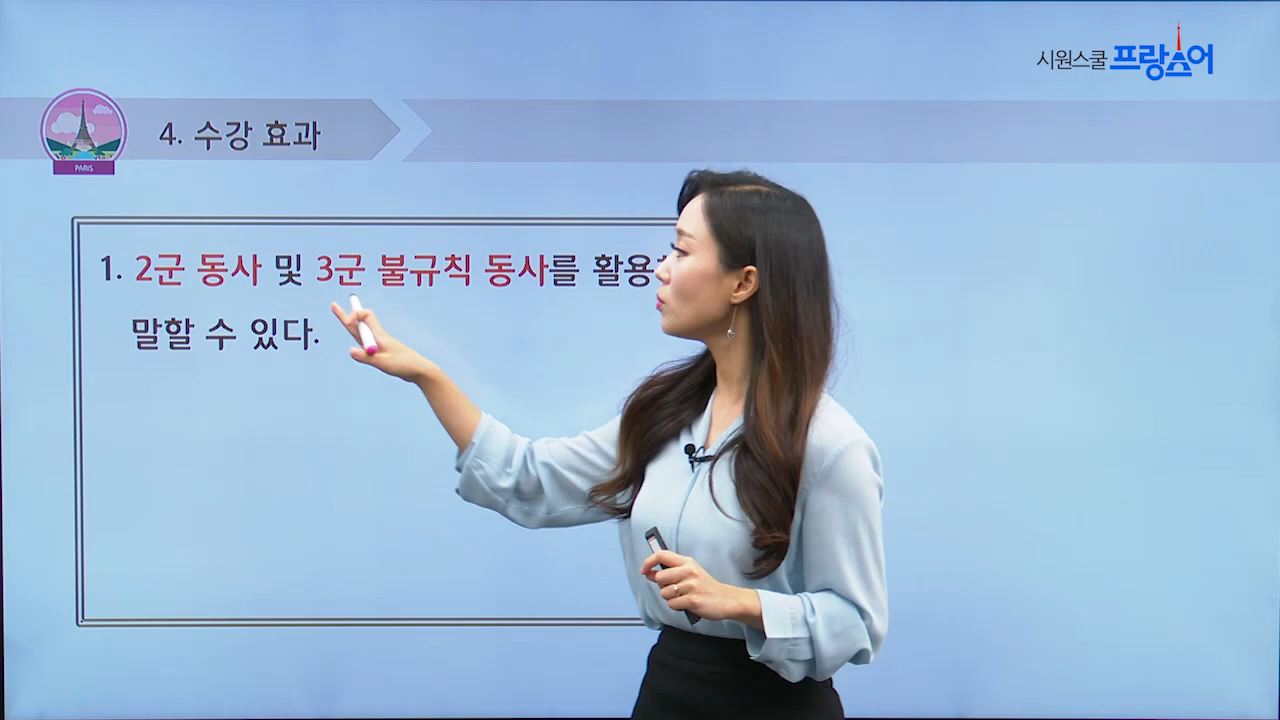 시원스쿨 프랑스어
4. 수강 효과
PARIS
1. 2군 동사 및 3군 불규칙 동사를 활용
말할 수 있다.